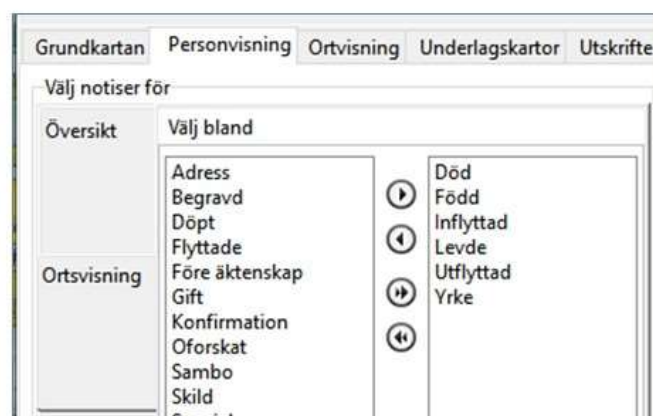 Grundkartan Personvisning Ortvisning Underlagskartor Utskrifte
Välj notiser för
Översikt
Välj bland
Adress
Begravd
Döpt
Flyttade
Före äktenskap
Gift
Konfirmation
Oforskat
Sambo
Skild
Död
Född
Inflyttad
Levde
Utflyttad
Yrke
Ortsvisning